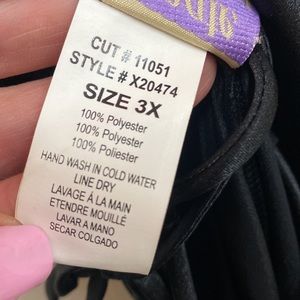 CUT # 11051
STYLE # X20474
SIZE 3X
100% Polyester
100% Polyester
100% Poliester
HAND WASH IN COLD WATER
LINE DRY
LAVAGE À LA MAIN
ETENDRE MOUILLÉ
LAVAR A MANO
SECAR COLGADO